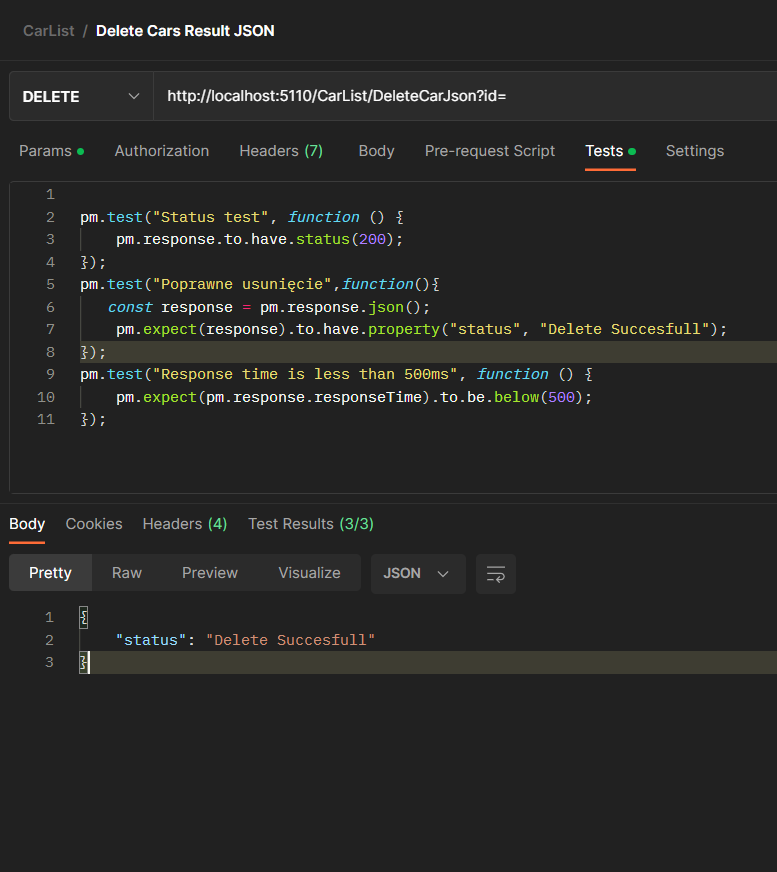 CarList / Delete Cars Result JSON
DELETE http://localhost:5110/CarList/DeleteCarJson?id=
Params Authorization Headers (7) Body Pre-request Script Tests Settings
1
2 pm.test("Status test", function () {
3 pm.response.to.have.status(200);
4 });
5 pm.test("Poprawne usunięcie",function(){
6 const response = pm.response.json();
7 pm.expect(response).to.have.property("status", "Delete Succesfull");
8 });
9 pm.test("Response time is less than 500ms", function () {
10 pm.expect(pm.response.responseTime).to.be.below(500);
11 });
Body Cookies Headers (4) Test Results (3/3)
Pretty Raw Preview Visualize JSON
1 {
2 "status": "Delete Succesfull"
3 }